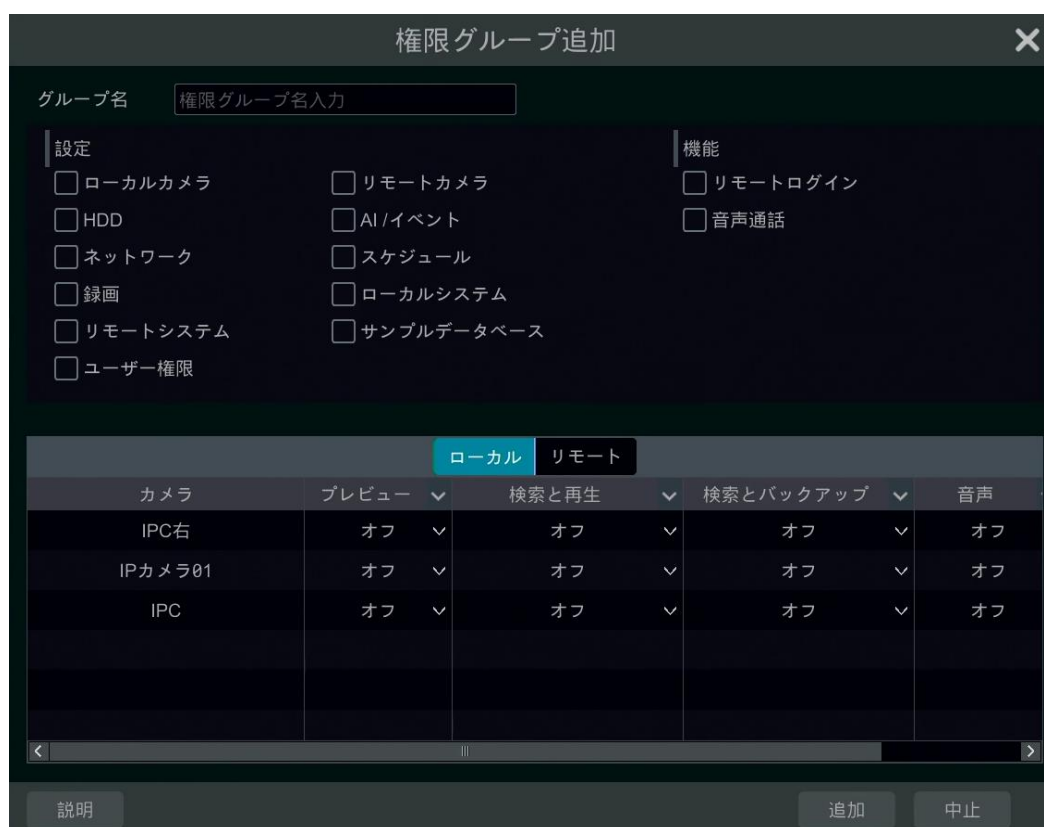 権限グループ追加
グループ名 権限グループ名入力
設定 機能
ローカルカメラ リモートカメラ リモートログイン
HDD AI /イベント 音声通話
ネットワーク スケジュール
録画 ローカルシステム
リモートシステム サンプルデータベース
ユーザー権限
ローカル リモート
カメラ プレビュー 検索と再生 検索とバックアップ 音声
IPC右 オフ オフ オフ オフ
IPカメラ01 オフ オフ オフ オフ
IPC オフ オフ オフ オフ
説明 追加 中止